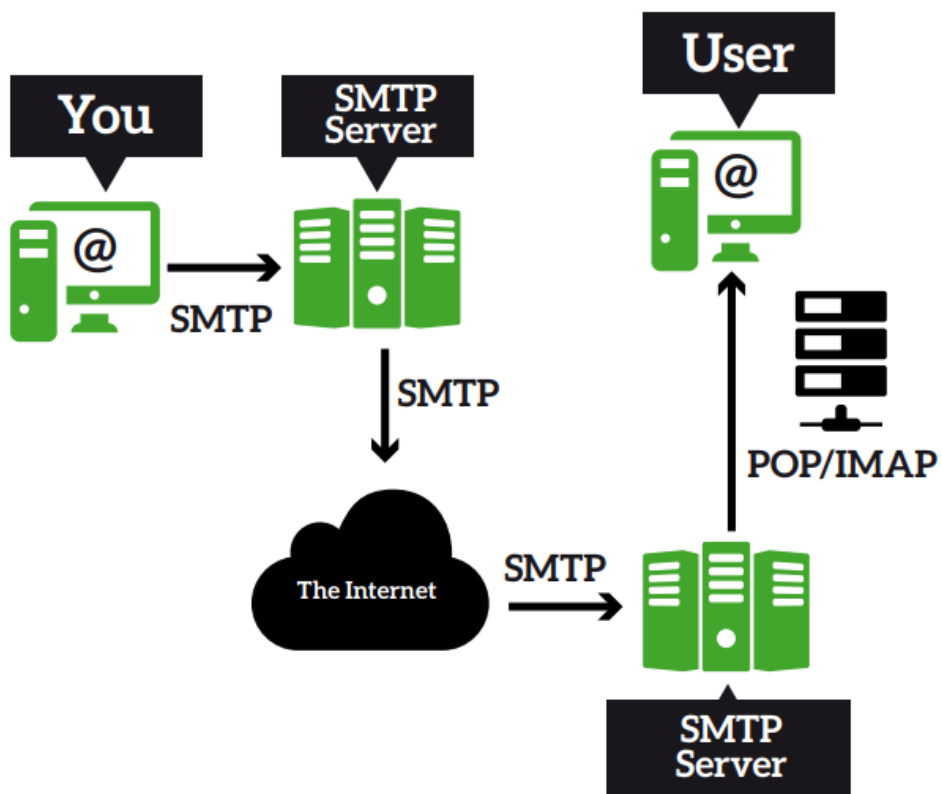 You
SMTP
Server
User
@
@
SMTP
SMTP
POP/IMAP
The Internet
SMTP
SMTP
Server